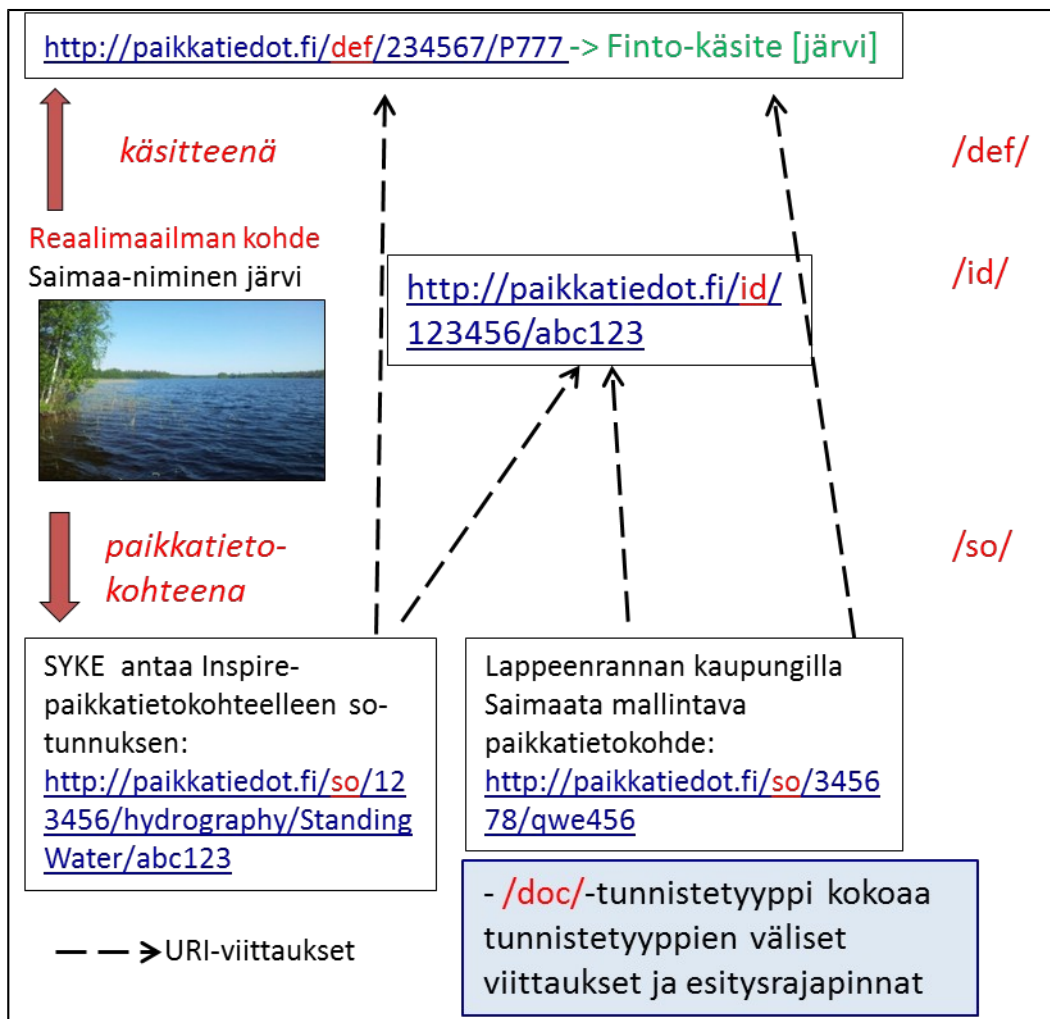 http://paikkatiedot.fi/def/234567/P777 -> Finto-käsite [järvi]
käsitteenä
/def/
Reaalimaailman kohde
Saimaa-niminen järvi
/id/
http://paikkatiedot.fi/id/
123456/abc123
paikkatieto-
kohteena
/so/
SYKE antaa Inspire-
paikkatietokohteelleen so-
tunnuksen:
http://paikkatiedot.fi/so/12
3456/hydrography/Standing
Water/abc123
Lappeenrannan kaupungilla
Saimaata mallintava
paikkatietokohde:
http://paikkatiedot.fi/so/3456
78/qwe456
- /doc/-tunnistetyyppi kokoaa
tunnistetyyppien väliset
viittaukset ja esitysrajapinnat
URI-viittaukset